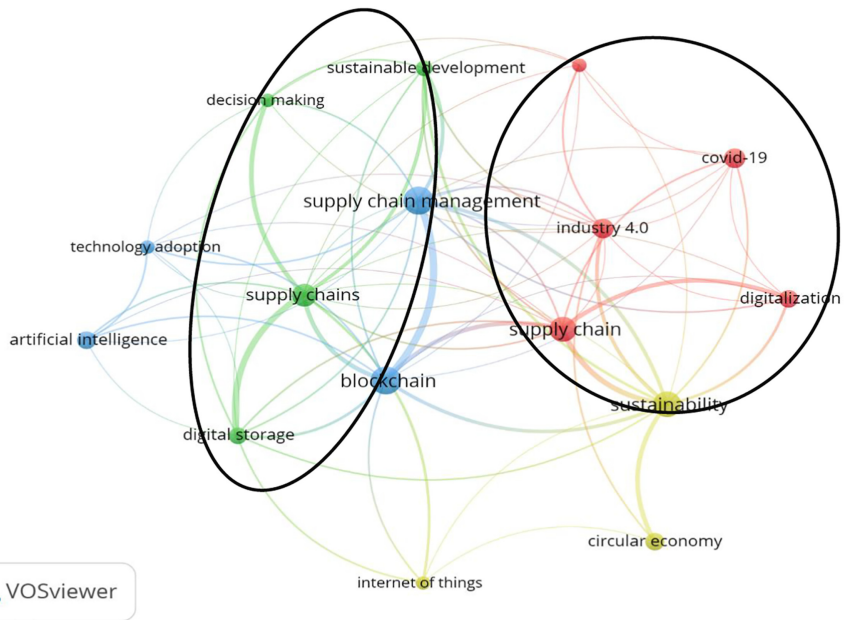 sustainable development
decision making
covid-19
supply chain management
industry 4.0
technology adoption
supply chains
digitalization
supply chain
artificial intelligence
blockchain
sustainability
digital storage
circular economy
internet of things
VOSviewer